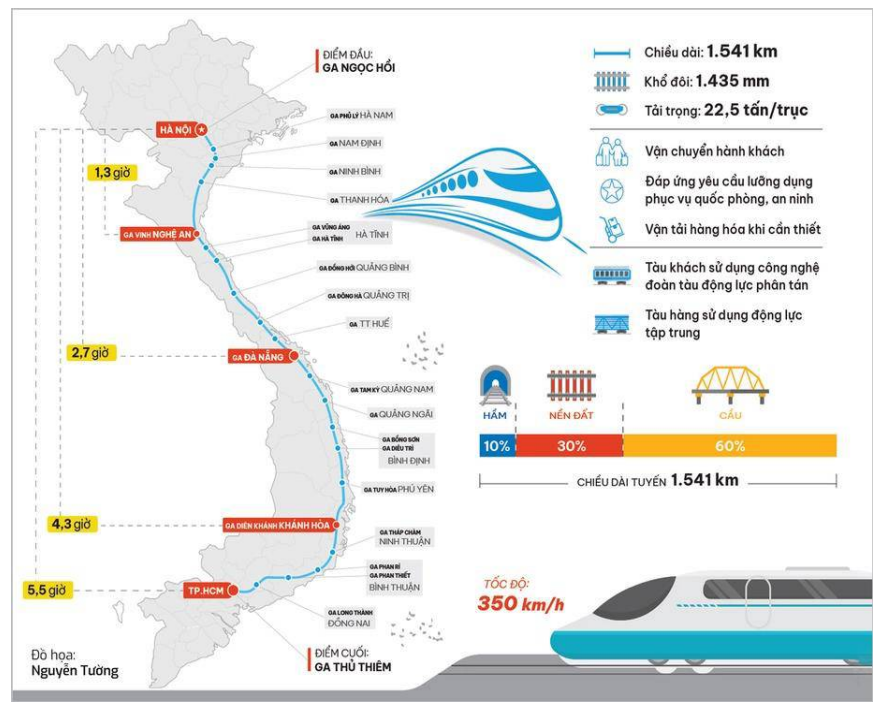 ĐIỂM ĐẦU:
GA NGỌC HỒI
HÀ NỘI
GA PHỦ LÝ HÀ NAM
GA NAM ĐỊNH
GA NINH BÌNH
GA THANH HÓA
1,3 giờ
GA VINH NGHỆ AN
GA VŨNG ÁNG
GA HÀ TĨNH
HÀ TĨNH
GA ĐỒNG HỚI QUẢNG BÌNH
GA ĐÔNG HÀ QUẢNG TRỊ
GA TT HUẾ
2,7 giờ
GA ĐÀ NẴNG
GA TAM KỲ QUẢNG NAM
GA QUẢNG NGÃI
GA BỒNG SƠN
GA DIÊU TRÌ
BÌNH ĐỊNH
GA TUY HÒA PHÚ YÊN
4,3 giờ
GA DIÊN KHÁNH KHÁNH HÒA
GA THÁP CHÀM
NINH THUẬN
GA PHAN RÍ
GA PHAN THIẾT
BÌNH THUẬN
5,5 giờ
TP.HCM
GA LONG THÀNH
ĐỒNG NAI
ĐIỂM CUỐI:
GA THỦ THIÊM
Đồ họa:
Nguyễn Tường
Chiều dài: 1.541 km
Khổ đôi: 1.435 mm
Tải trọng: 22,5 tấn/trục
Vận chuyển hành khách
Đáp ứng yêu cầu lưỡng dụng
phục vụ quốc phòng, an ninh
Vận tải hàng hóa khi cần thiết
Tàu khách sử dụng công nghệ
đoàn tàu động lực phân tán
Tàu hàng sử dụng động lực
tập trung
HẦM
NỀN ĐẤT
CẦU
10%
30%
60%
CHIỀU DÀI TUYẾN 1.541 km
TỐC ĐỘ:
350 km/h